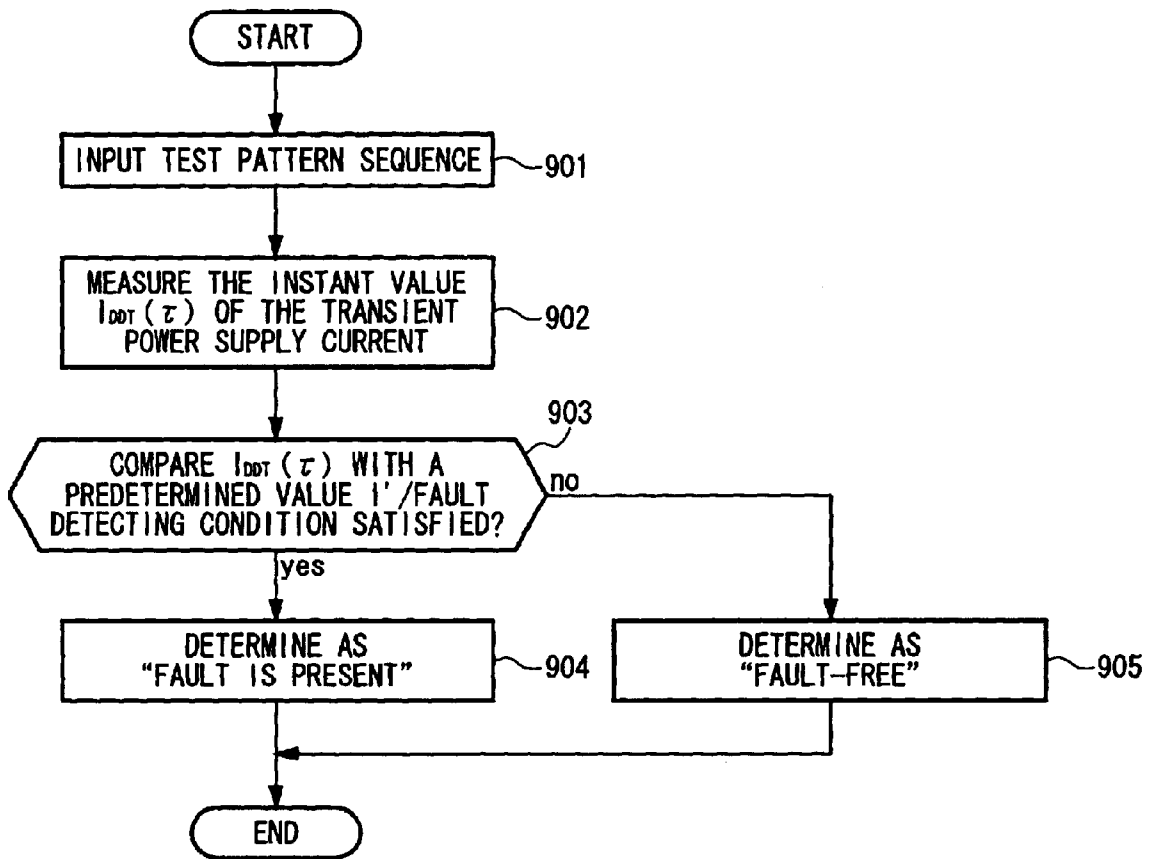 START
INPUT TEST PATTERN SEQUENCE
901
MEASURE THE INSTANT VALUE
IDDT(τ) OF THE TRANSIENT
POWER SUPPLY CURRENT
902
903
COMPARE IDDT(τ) WITH A
PREDETERMINED VALUE I'/FAULT
DETECTING CONDITION SATISFIED?
no
yes
DETERMINE AS
“FAULT IS PRESENT”
904
DETERMINE AS
“FAULT-FREE”
905
END